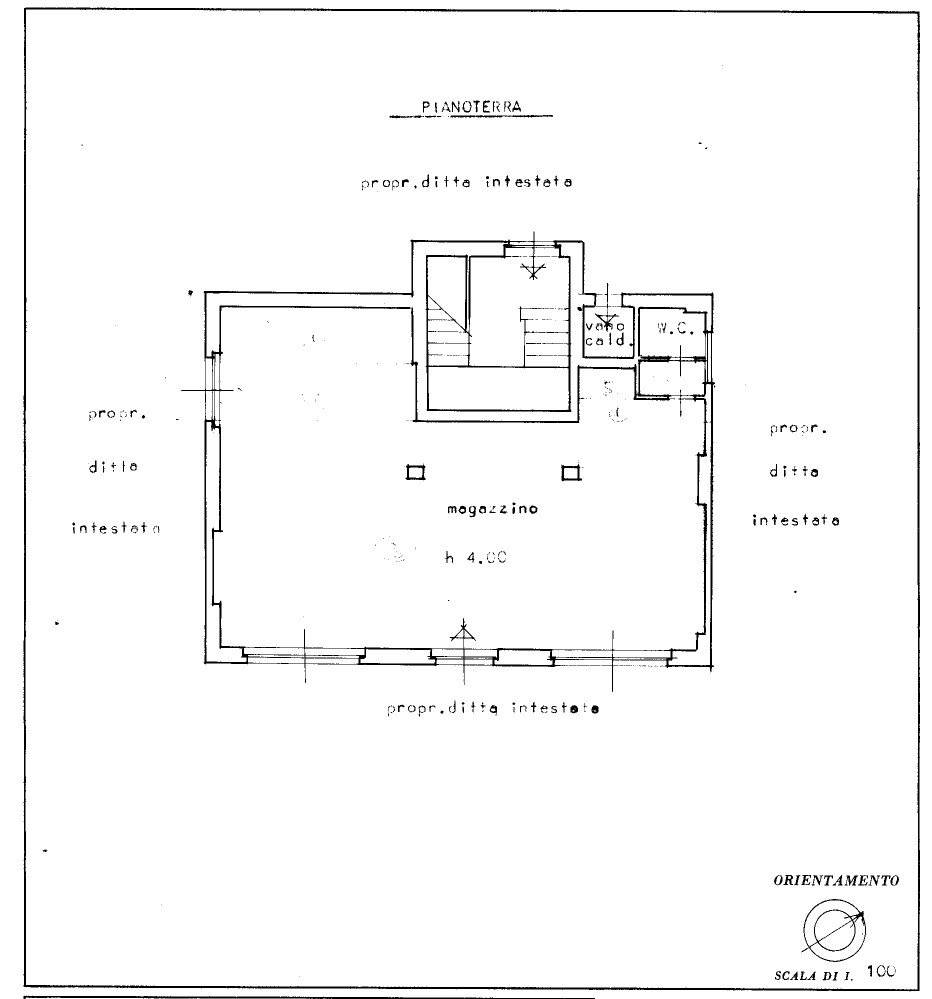 PIANOTERRA
propr.ditta intestata
vano
cald.
W.C.
propr.
ditta
intestata
propr.
ditta
intestata
magazzino
h 4.00
propr.ditta intestata
ORIENTAMENTO
SCALA DI I. 100